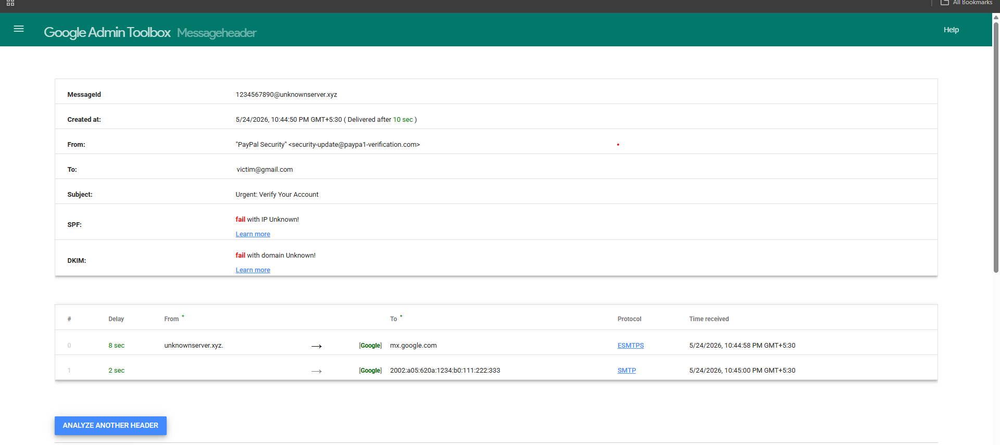 All Bookmarks
Google Admin Toolbox Messageheader
Help
MessageId 1234567890@unknownserver.xyz
Created at: 5/24/2026, 10:44:50 PM GMT+5:30 ( Delivered after 10 sec )
From: "PayPal Security" <security-update@paypa1-verification.com>
To: victim@gmail.com
Subject: Urgent: Verify Your Account
SPF: fail with IP Unknown!
Learn more
DKIM: fail with domain Unknown!
Learn more
# Delay From * To * Protocol Time received
0 8 sec unknownserver.xyz. → [Google] mx.google.com ESMTPS 5/24/2026, 10:44:58 PM GMT+5:30
1 2 sec → [Google] 2002:a05:620a:1234:b0:111:222:333 SMTP 5/24/2026, 10:45:00 PM GMT+5:30
ANALYZE ANOTHER HEADER